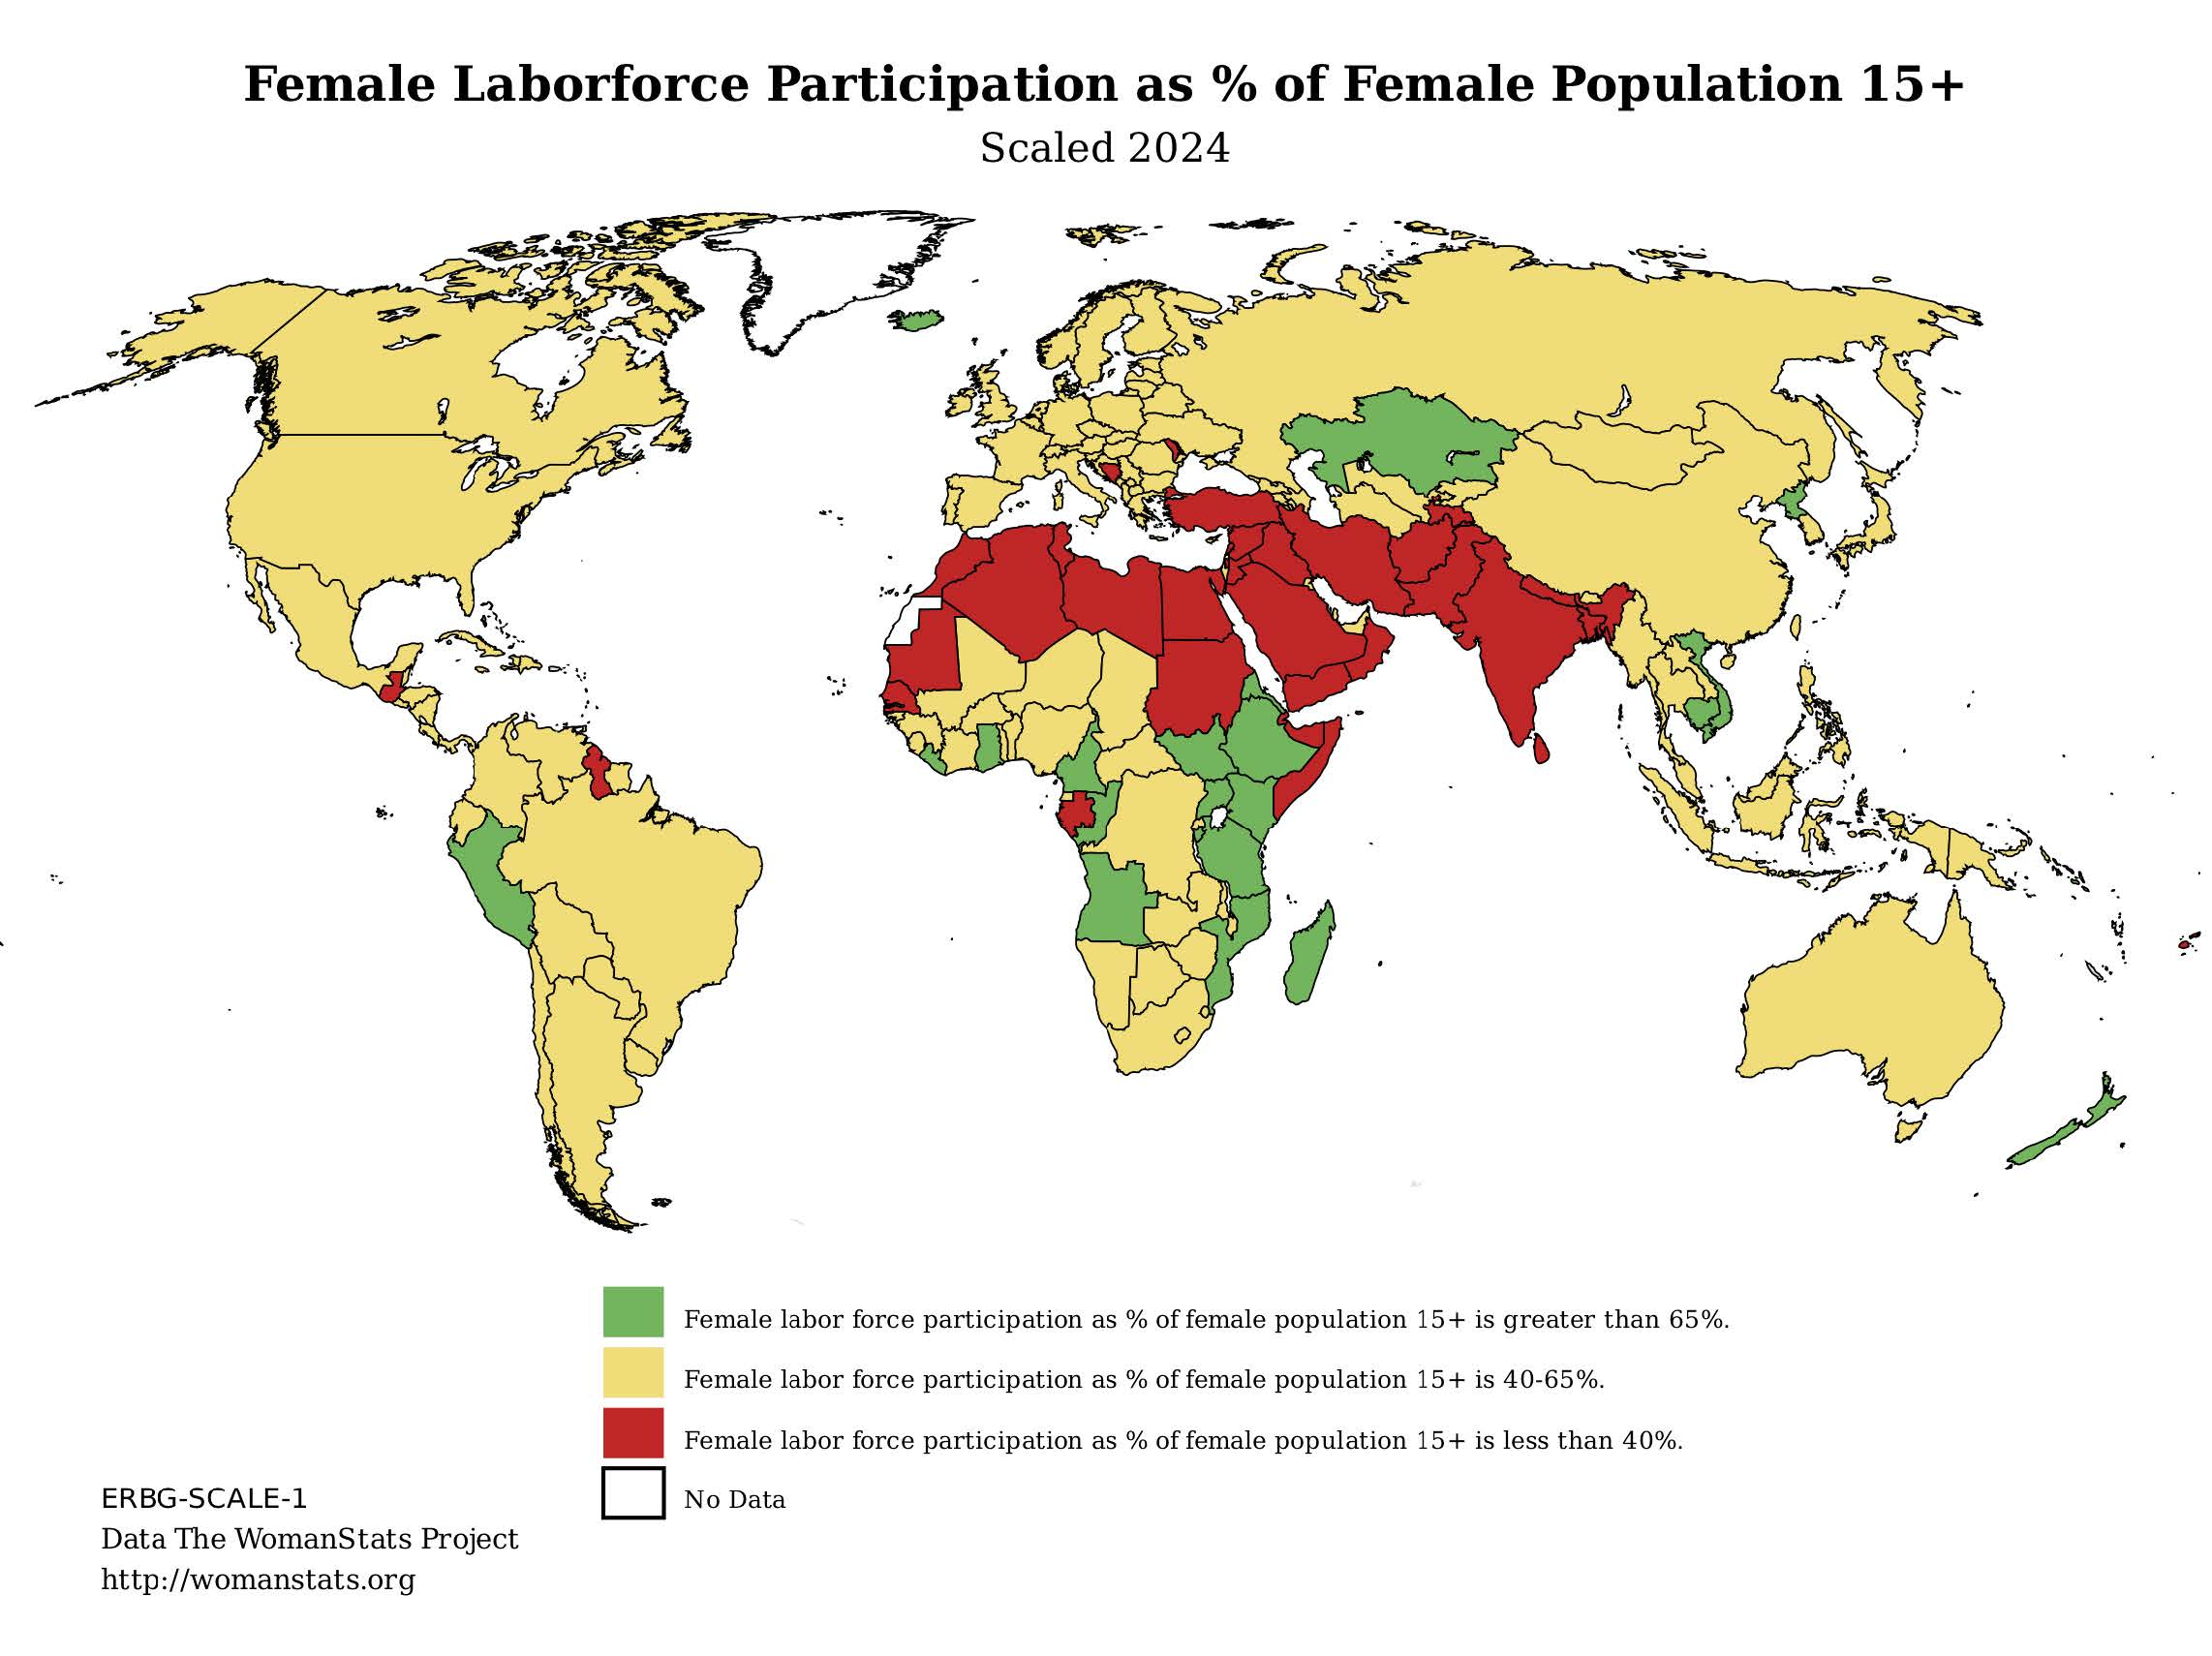 Female Laborforce Participation as % of Female Population 15+
Scaled 2024
Female labor force participation as % of female population 15+ is greater than 65%.
Female labor force participation as % of female population 15+ is 40-65%.
Female labor force participation as % of female population 15+ is less than 40%.
No Data
ERBG-SCALE-1
Data The WomanStats Project
http://womanstats.org